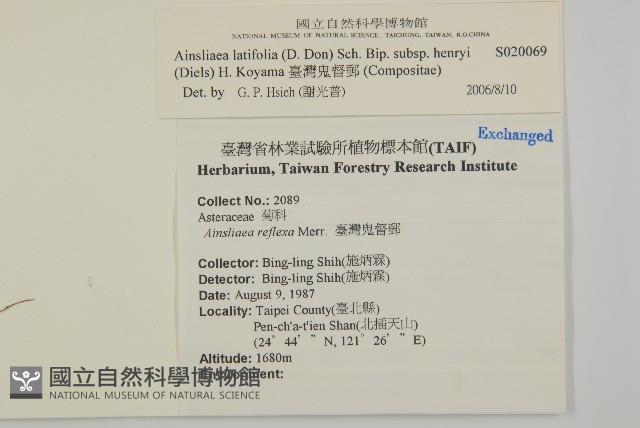 國立自然科學博物館
NATIONAL MUSEUM OF NATURAL SCIENCE, TAICHUNG, TAIWAN, R.O.CHINA
Ainsliaea latifolia (D. Don) Sch. Bip. subsp. henryi S020069
(Diels) H. Koyama 臺灣鬼督郵 (Compositae)
Det. by G. P. Hsieh (謝光普) 2006/8/10
Exchanged
臺灣省林業試驗所植物標本館(TAIF)
Herbarium, Taiwan Forestry Research Institute
Collect No.: 2089
Asteraceae 菊科
Ainsliaea reflexa Merr. 臺灣鬼督郵
Collector: Bing-ling Shih(施炳霖)
Detector: Bing-ling Shih(施炳霖)
Date: August 9, 1987
Locality: Taipei County(臺北縣)
Pen-ch'a-t'ien Shan(北插天山)
(24° 44' " N, 121° 26' " E)
Altitude: 1680m
Environment:
國立自然科學博物館
NATIONAL MUSEUM OF NATURAL SCIENCE